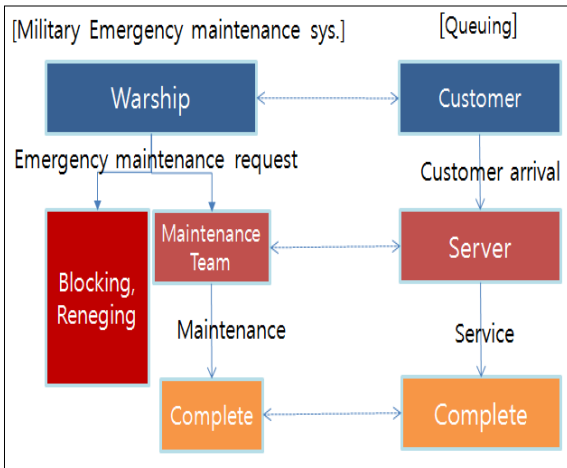 [Military Emergency maintenance sys.]
[Queuing]
Warship
Customer
Emergency maintenance request
Customer arrival
Blocking,
Reneging
Maintenance
Team
Server
Maintenance
Service
Complete
Complete